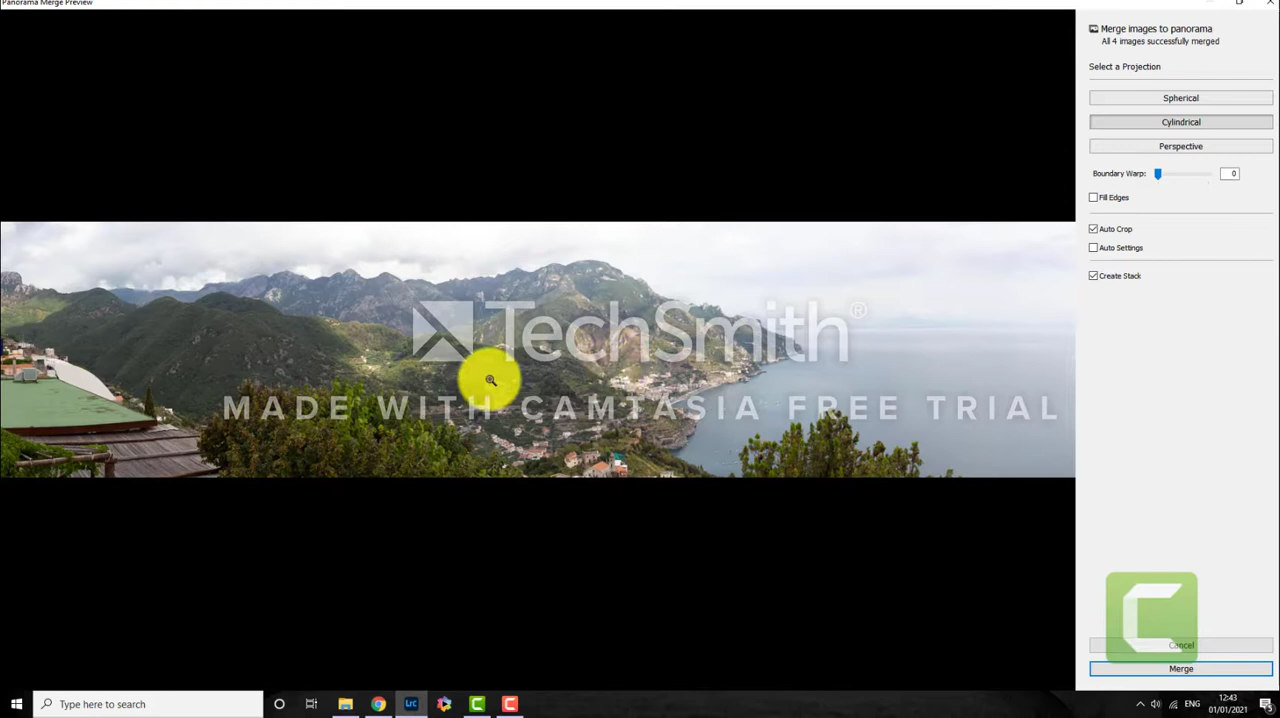 Panorama Merge Preview
Merge images to panorama
All 4 images successfully merged
Select a Projection
Spherical
Cylindrical
Perspective
Boundary Warp:
0
Fill Edges
Auto Crop
Auto Settings
Create Stack
TechSmith®
MADE WITH CAMTASIA FREE TRIAL
Cancel
Merge
Type here to search
Lrc
ENG
12:43
01/01/2021